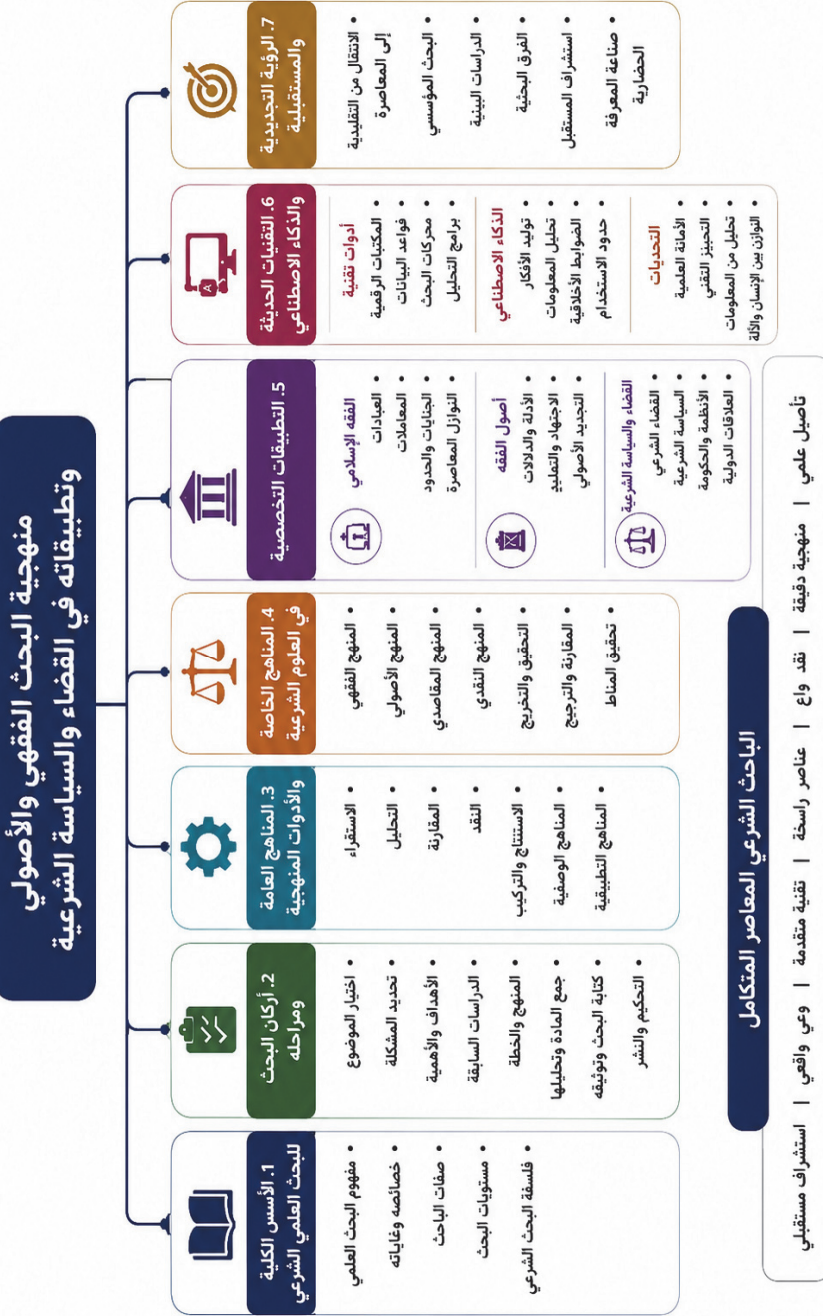 منهجية البحث الفقهي والأصولي
وتطبيقاته في القضاء والسياسة الشرعية
1. الأسس الكلية
للبحث العلمي الشرعي
• مفهوم البحث العلمي
• خصائصه وغاياته
• صفات الباحث
• مستويات البحث
• فلسفة البحث الشرعي
2. أركان البحث
ومراحله
• اختيار الموضوع
• تحديد المشكلة
• الأهداف والأهمية
• الدراسات السابقة
• المنهج والخطة
• جمع المادة وتحليلها
• كتابة البحث وتوثيقه
• التحكيم والنشر
3. المناهج العامة
والأدوات المنهجية
• الاستقراء
• التحليل
• المقارنة
• النقد
• الاستنتاج والتركيب
• المناهج الوصفية
• المناهج التطبيقية
4. المناهج الخاصة
في العلوم الشرعية
• المنهج الفقهي
• المنهج الأصولي
• المنهج المقاصدي
• المنهج النقدي
• التحقيق والتخريج
• المقارنة والترجيح
• تحقيق المناط
5. التطبيقات التخصصية
الفقه الإسلامي
• العبادات
• المعاملات
• الجنايات والحدود
• النوازل المعاصرة
أصول الفقه
• الأدلة والدلالات
• الاجتهاد والتقليد
• التجديد الأصولي
القضاء والسياسة الشرعية
• القضاء الشرعي
• السياسة الشرعية
• الأنظمة والحكومة
• العلاقات الدولية
6. التقنيات الحديثة
والذكاء الاصطناعي
A
أدوات تقنية
• المكتبات الرقمية
• قواعد البيانات
• محركات البحث
• برامج التحليل
الذكاء الاصطناعي
• توليد الأفكار
• تحليل المعلومات
• الضوابط الأخلاقية
• حدود الاستخدام
التحديات
• الأمانة العلمية
• التحييز التقني
• تحليل من المعلومات
• التوازن بين الإنسان والآلة
7. الرؤية التجديدية
والمستقبلية
• الانتقال من التقليدية
إلى المعاصرة
• البحث المؤسسي
• الدراسات البينية
• الفرق البحثية
• استشراف المستقبل
• صناعة المعرفة
الحضارية
الباحث الشرعي المعاصر المتكامل
تأصيل علمي | منهجية دقيقة | نقد واع | عناصر راسخة | تقنية متقدمة | وعي واقعي | استشراف مستقبلي